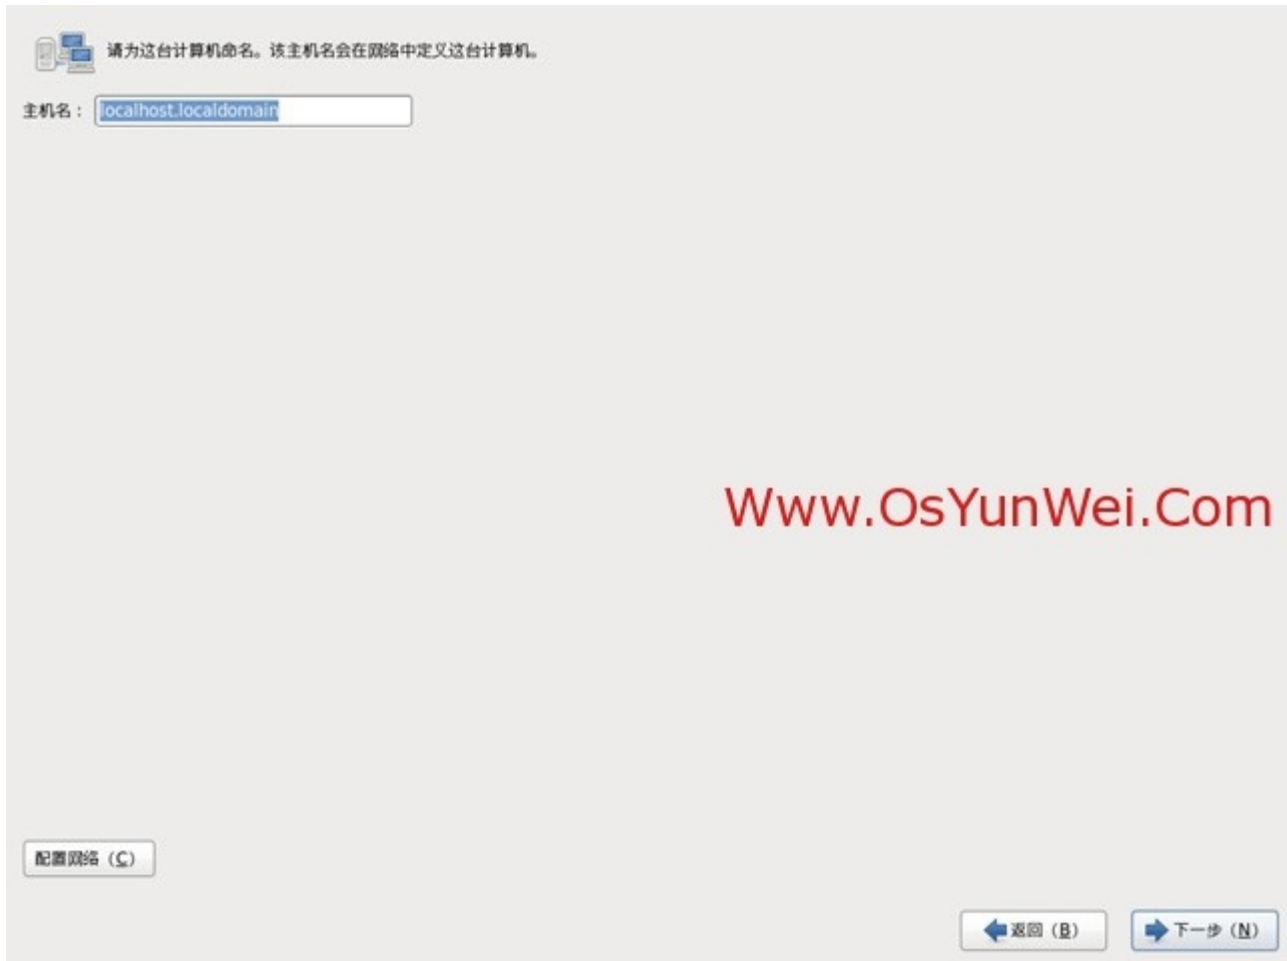 请为这台计算机命名。该主机名会在网络中定义这台计算机。
主机名： localhost.localdomain
Www.OsYunWei.Com
配置网络 (C)
返回 (B) 下一步 (N)